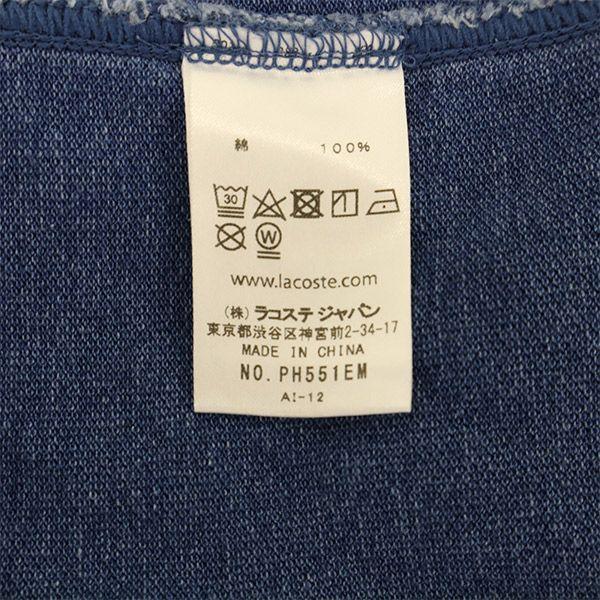 綿 100%
30
W
www.lacoste.com
(株) ラコステ ジャパン
東京都渋谷区神宮前2-34-17
MADE IN CHINA
NO. PH551EM
AI-12